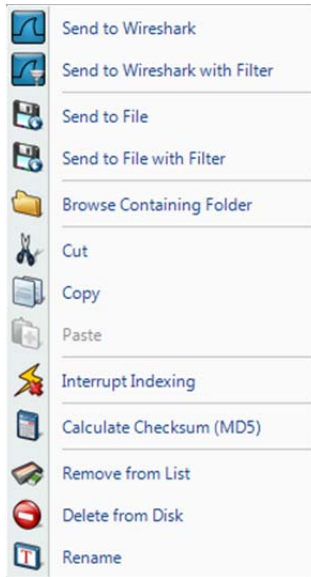 Send to Wireshark
Send to Wireshark with Filter
Send to File
Send to File with Filter
Browse Containing Folder
Cut
Copy
Paste
Interrupt Indexing
Calculate Checksum (MD5)
Remove from List
Delete from Disk
Rename